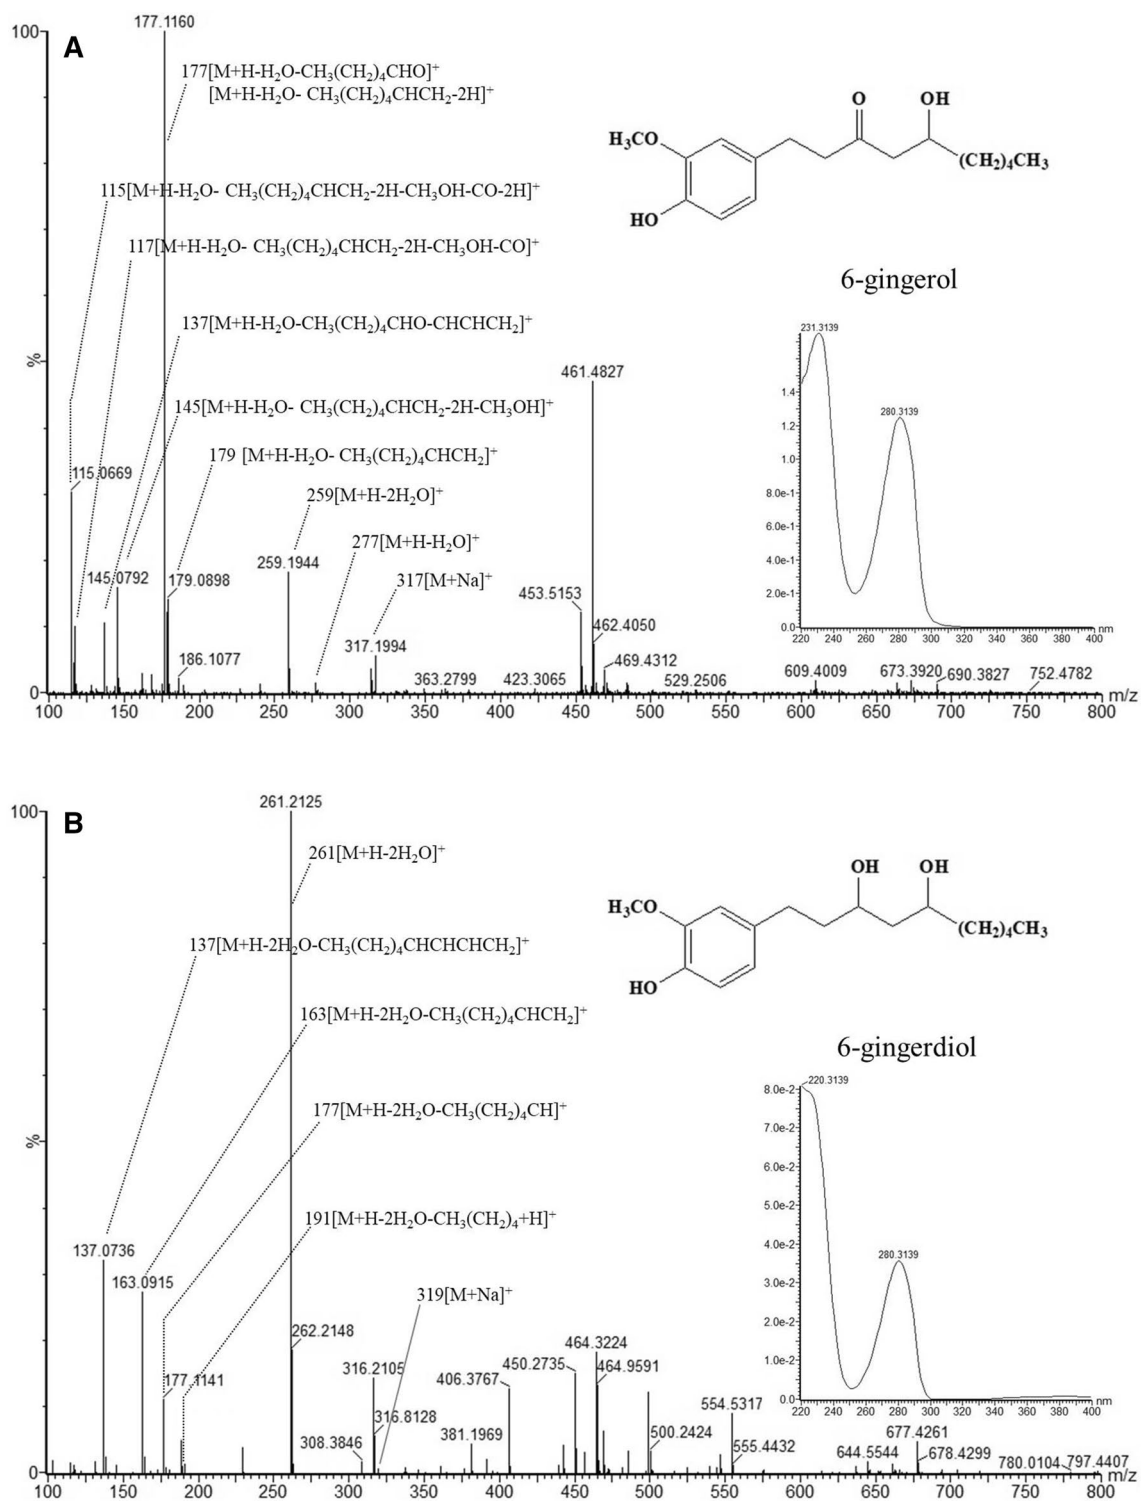 A
100
177.1160
177[M+H-H₂O-CH₃(CH₂)₄CHO]⁺
[M+H-H₂O- CH₃(CH₂)₄CHCH₂-2H]⁺
115[M+H-H₂O- CH₃(CH₂)₄CHCH₂-2H-CH₃OH-CO-2H]⁺
117[M+H-H₂O- CH₃(CH₂)₄CHCH₂-2H-CH₃OH-CO]⁺
137[M+H-H₂O-CH₃(CH₂)₄CHO-CHCHCH₂]⁺
%
145[M+H-H₂O- CH₃(CH₂)₄CHCH₂-2H-CH₃OH]⁺
179 [M+H-H₂O- CH₃(CH₂)₄CHCH₂]⁺
259[M+H-2H₂O]⁺
277[M+H-H₂O]⁺
317[M+Na]⁺
115.0669
145.0792
179.0898
186.1077
259.1944
317.1994
363.2799
423.3065
453.5153
461.4827
462.4050
469.4312
529.2506
609.4009
673.3920
690.3827
752.4782
0
100 150 200 250 300 350 400 450 500 550 600 650 700 750 800 m/z
O OH
H₃CO
(CH₂)₄CH₃
HO
6-gingerol
231.3139
280.3139
1.4
1.2
1.0
8.0e-1
6.0e-1
4.0e-1
2.0e-1
0.0
220 240 260 280 300 320 340 360 380 400 nm
B
100
261.2125
261[M+H-2H₂O]⁺
137[M+H-2H₂O-CH₃(CH₂)₄CHCHCHCH₂]⁺
163[M+H-2H₂O-CH₃(CH₂)₄CHCH₂]⁺
177[M+H-2H₂O-CH₃(CH₂)₄CH]⁺
%
191[M+H-2H₂O-CH₃(CH₂)₄+H]⁺
319[M+Na]⁺
137.0736
163.0915
177.1141
262.2148
308.3846
316.2105
316.8128
381.1969
406.3767
450.2735
464.3224
464.9591
500.2424
554.5317
555.4432
644.5544
677.4261
678.4299
780.0104
797.4407
0
100 150 200 250 300 350 400 450 500 550 600 650 700 750 800 m/z
OH OH
H₃CO
(CH₂)₄CH₃
HO
6-gingerdiol
220.3139
280.3139
8.0e-2
7.0e-2
6.0e-2
5.0e-2
4.0e-2
3.0e-2
2.0e-2
1.0e-2
0.0
220 240 260 280 300 320 340 360 380 400 nm